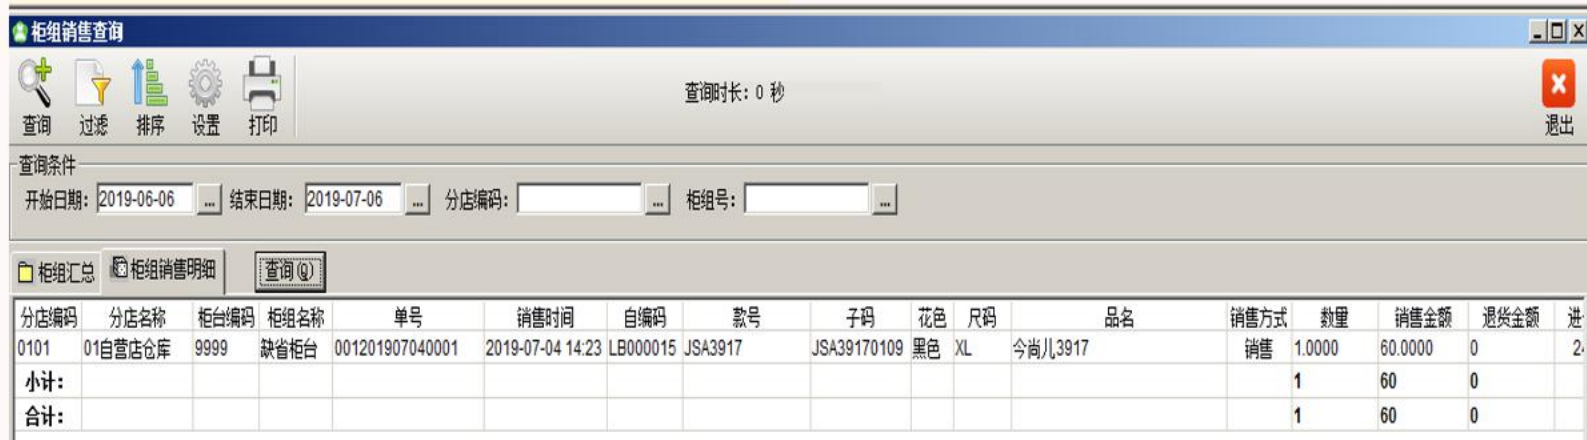 柜组销售查询
查询时长: 0 秒
查询 过滤 排序 设置 打印 退出
查询条件
开始日期: 2019-06-06 ... 结束日期: 2019-07-06 ... 分店编码: ... 柜组号: ...
柜组汇总 柜组销售明细 查询(Q)
分店编码 分店名称 柜台编码 柜组名称 单号 销售时间 自编码 款号 子码 花色 尺码 品名 销售方式 数量 销售金额 退货金额 进
0101 01自营店仓库 9999 缺省柜台 001201907040001 2019-07-04 14:23 LB000015 JSA3917 JSA39170109 黑色 XL 今尚儿3917 销售 1.0000 60.0000 0
小计: 1 60 0
合计: 1 60 0